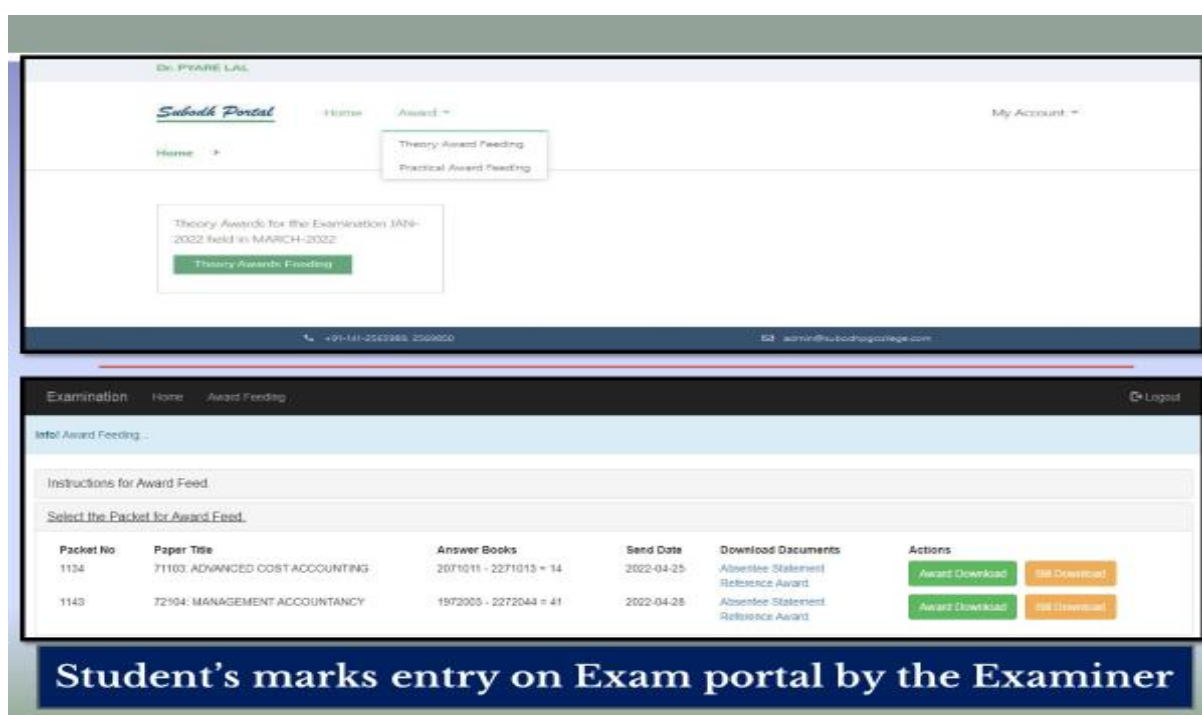 Dr. PYARE LAL
Subodh Portal Home Award My Account
Theory Award Feeding
Home
Practical Award Feeding
Theory Awards for the Examination JAN-
2022 held in MARCH-2022
Theory Awards Feeding
admin@subodhpgcollege.com
Examination Home Award Feeding Logout
Info! Award Feeding...
Instructions for Award Feed.
Select the Packet for Award Feed.
Packet No Paper Title Answer Books Send Date Download Dacuments Actions
1134 71103: ADVANCED COST ACCOUNTING 2071011 - 2271013 = 14 2022-04-25 Absentee Statement Award Download Bill Download
Reference Award
1143 72104: MANAGEMENT ACCOUNTANCY 1972003 - 2272044 = 41 2022-04-28 Absentee Statement Award Download Bill Download
Reference Award
Student's marks entry on Exam portal by the Examiner